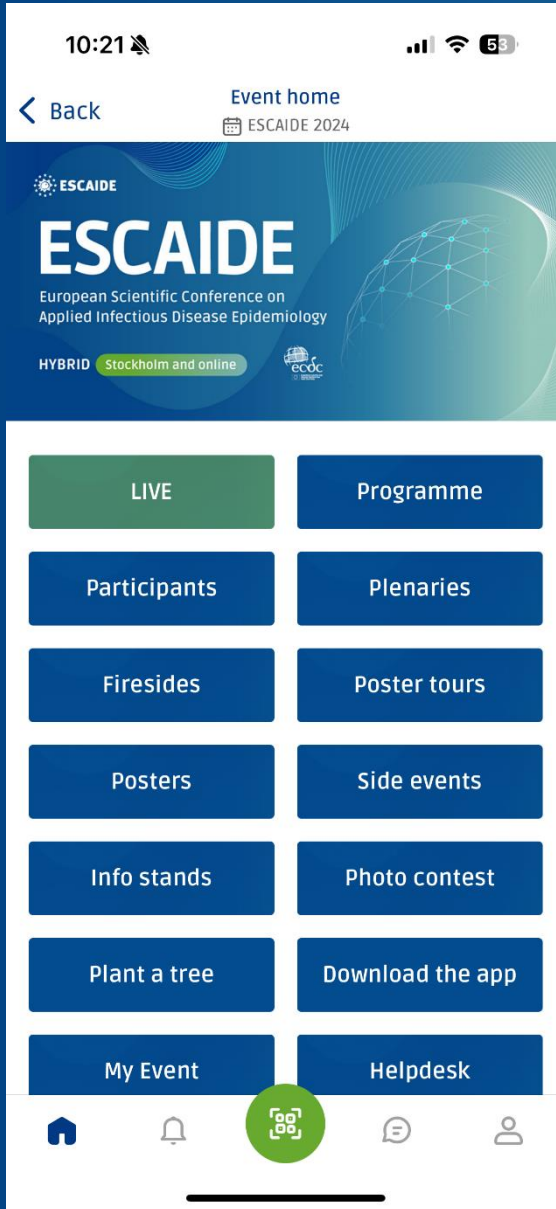 10:21
53
Back
Event home
ESCAIDE 2024
ESCAIDE
ESCAIDE
European Scientific Conference on
Applied Infectious Disease Epidemiology
HYBRID Stockholm and online
ecdc
LIVE
Programme
Participants
Plenaries
Firesides
Poster tours
Posters
Side events
Info stands
Photo contest
Plant a tree
Download the app
My Event
Helpdesk